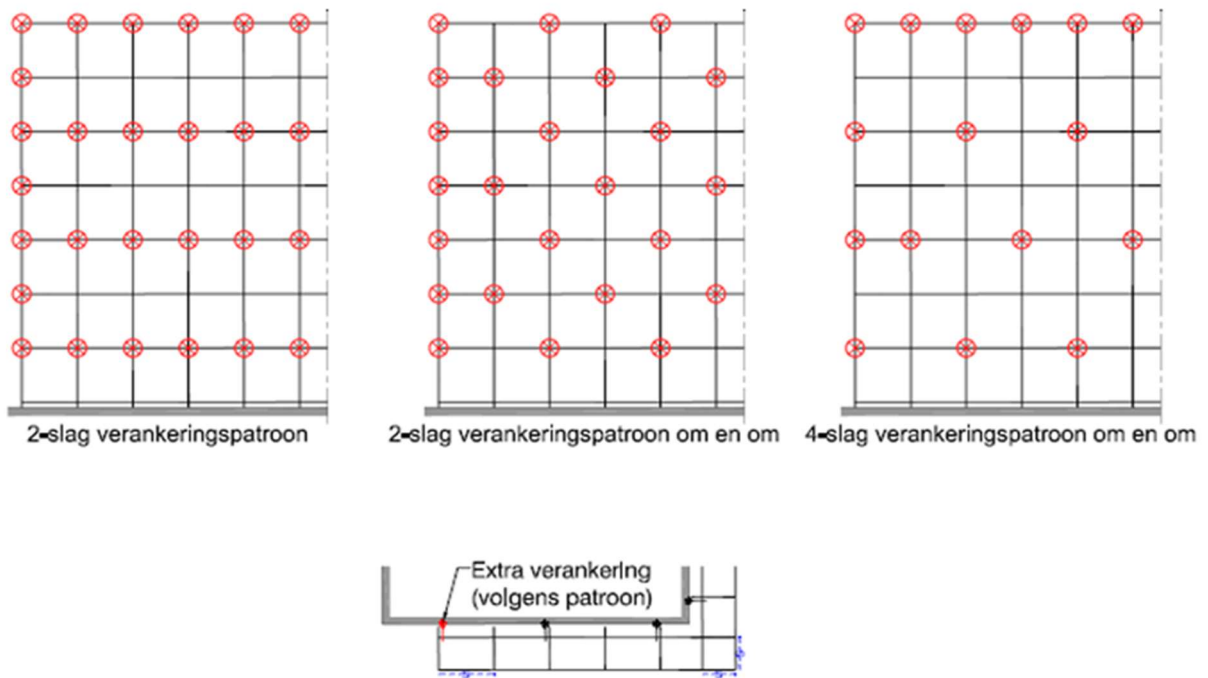 2-slag verankeringspatroon
2-slag verankeringspatroon om en om
4-slag verankeringspatroon om en om
Extra verankering
(volgens patroon)